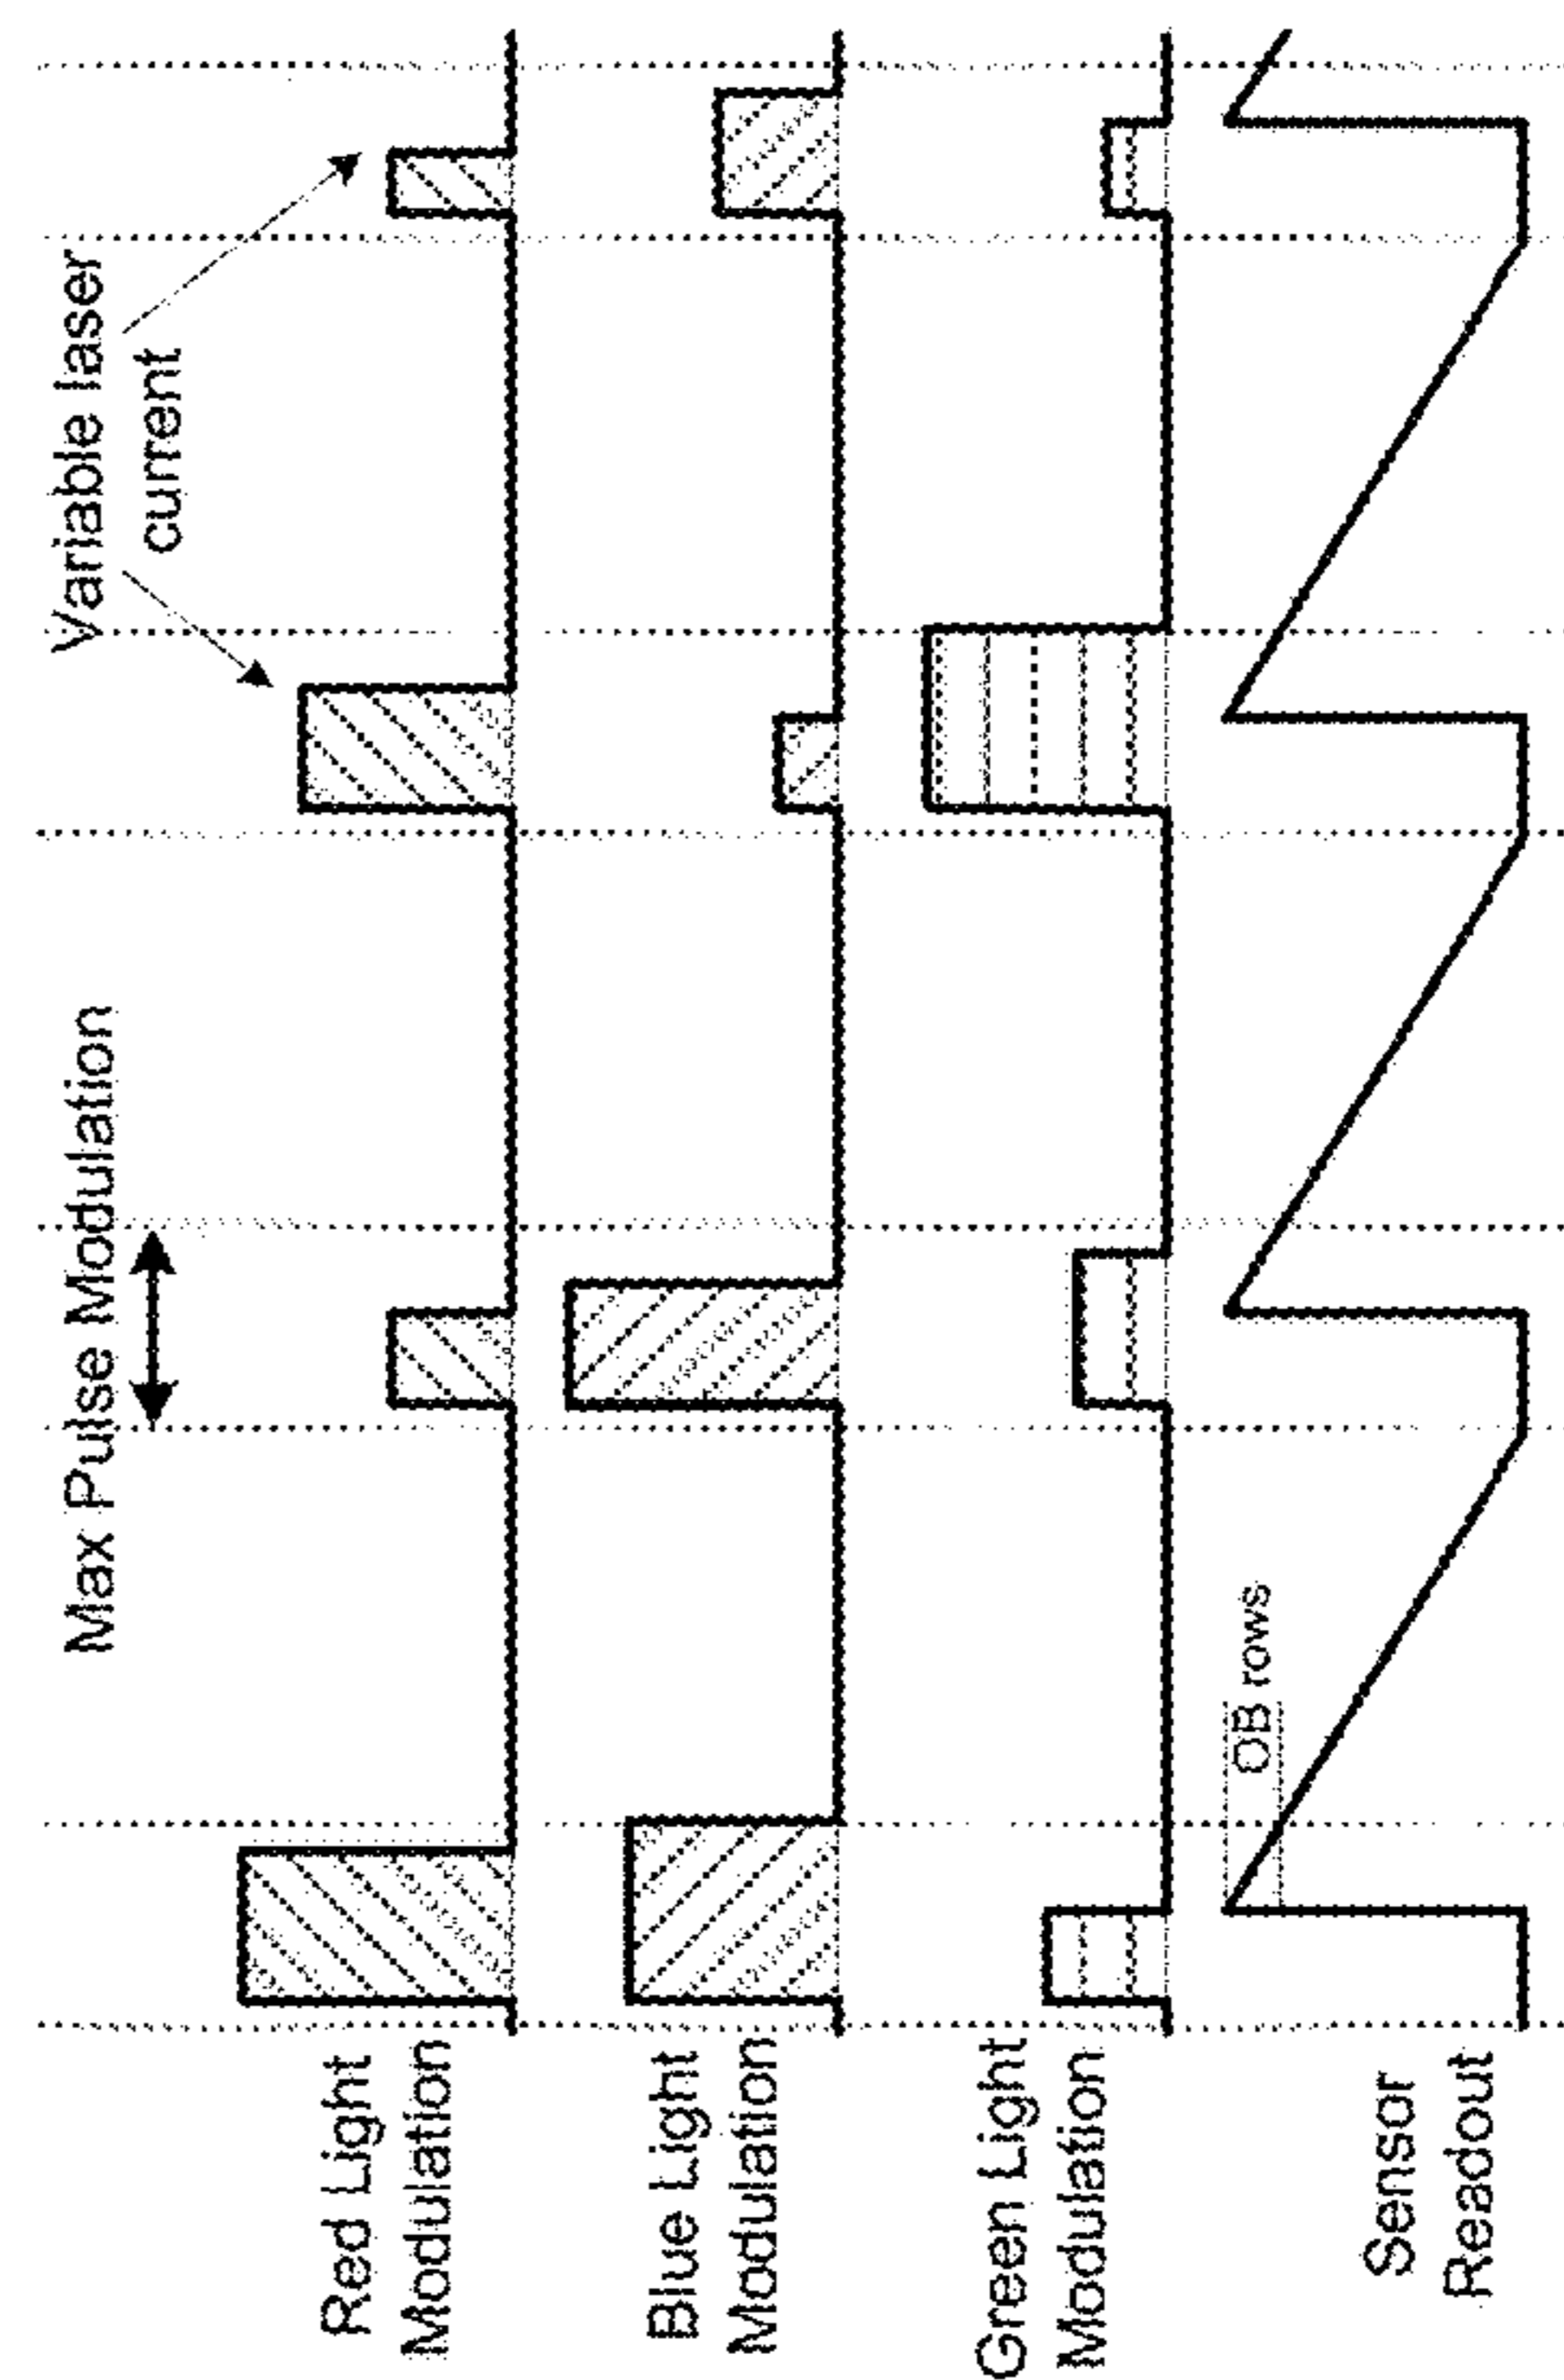 Max Pulse Modulation
Variable laser
current
Red Light
Modulation
Blue Light
Modulation
Green Light
Modulation
OB rows
Sensor
Readout